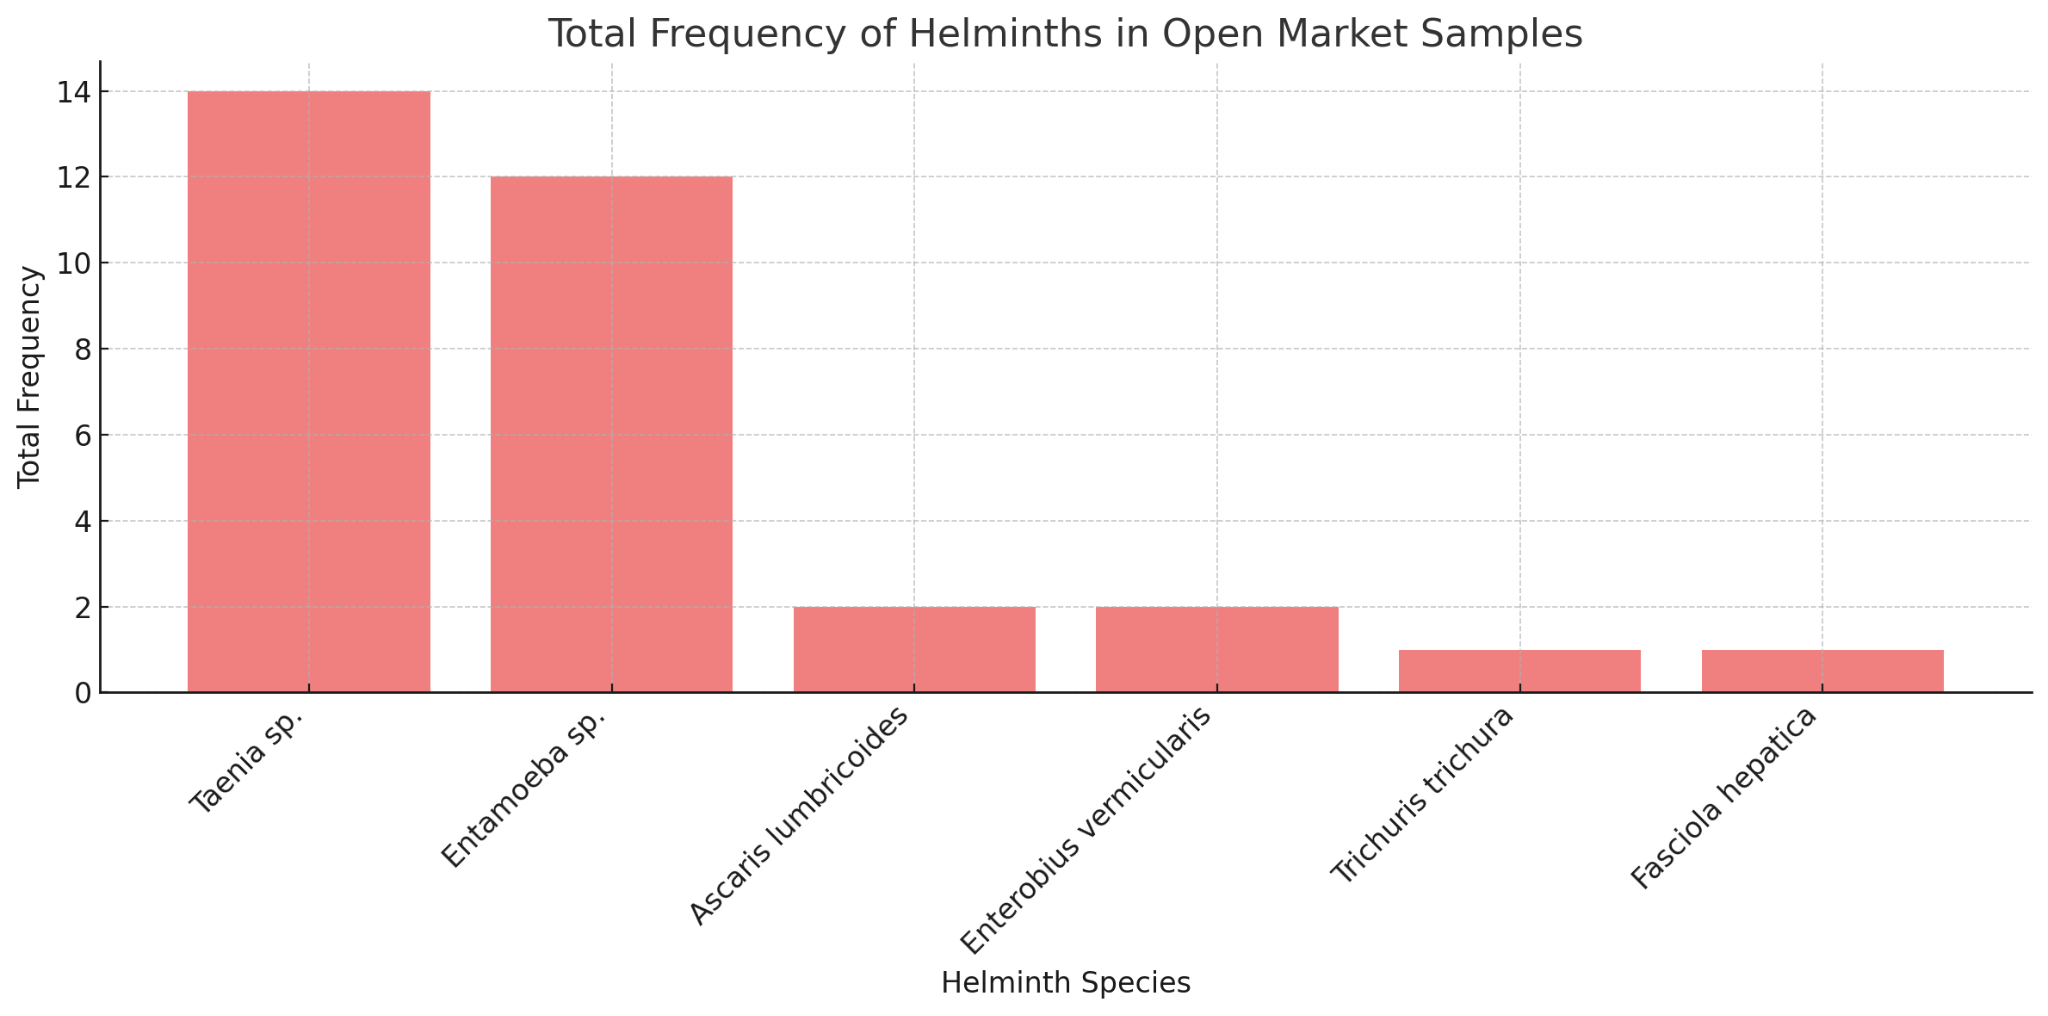 Total Frequency of Helminths in Open Market Samples
Total Frequency
14
12
10
8
6
4
2
0
Taenia sp.
Entamoeba sp.
Ascaris lumbricoides
Enterobius vermicularis
Trichuris trichura
Fasciola hepatica
Helminth Species